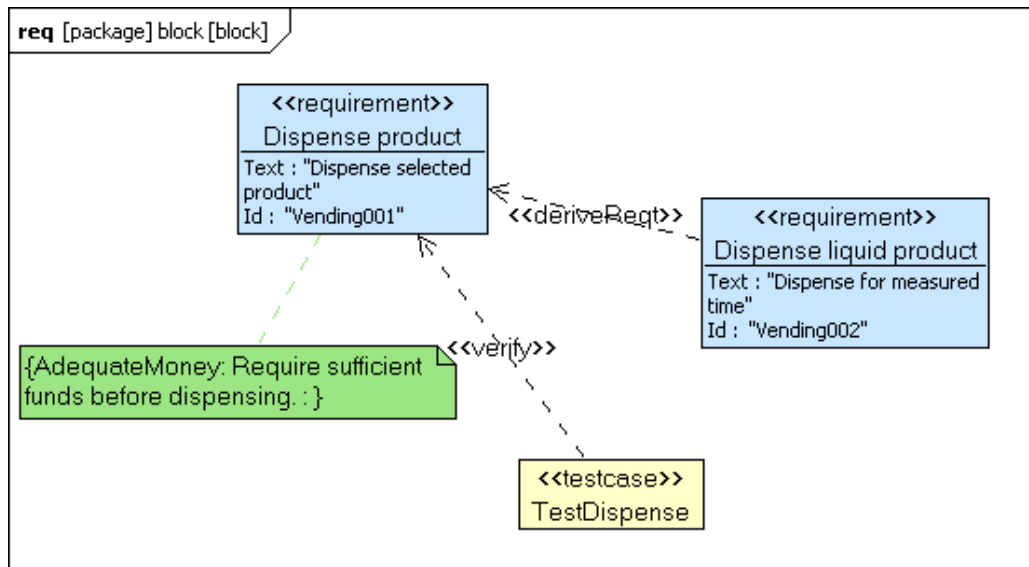 req [package] block [block]
<<requirement>>
Dispense product
Text : "Dispense selected
product"
Id : "Vending001"
<<deriveReqt>>
<<requirement>>
Dispense liquid product
Text : "Dispense for measured
time"
Id : "Vending002"
{AdequateMoney: Require sufficient
funds before dispensing. : }
<<verify>>
<<testcase>>
TestDispense